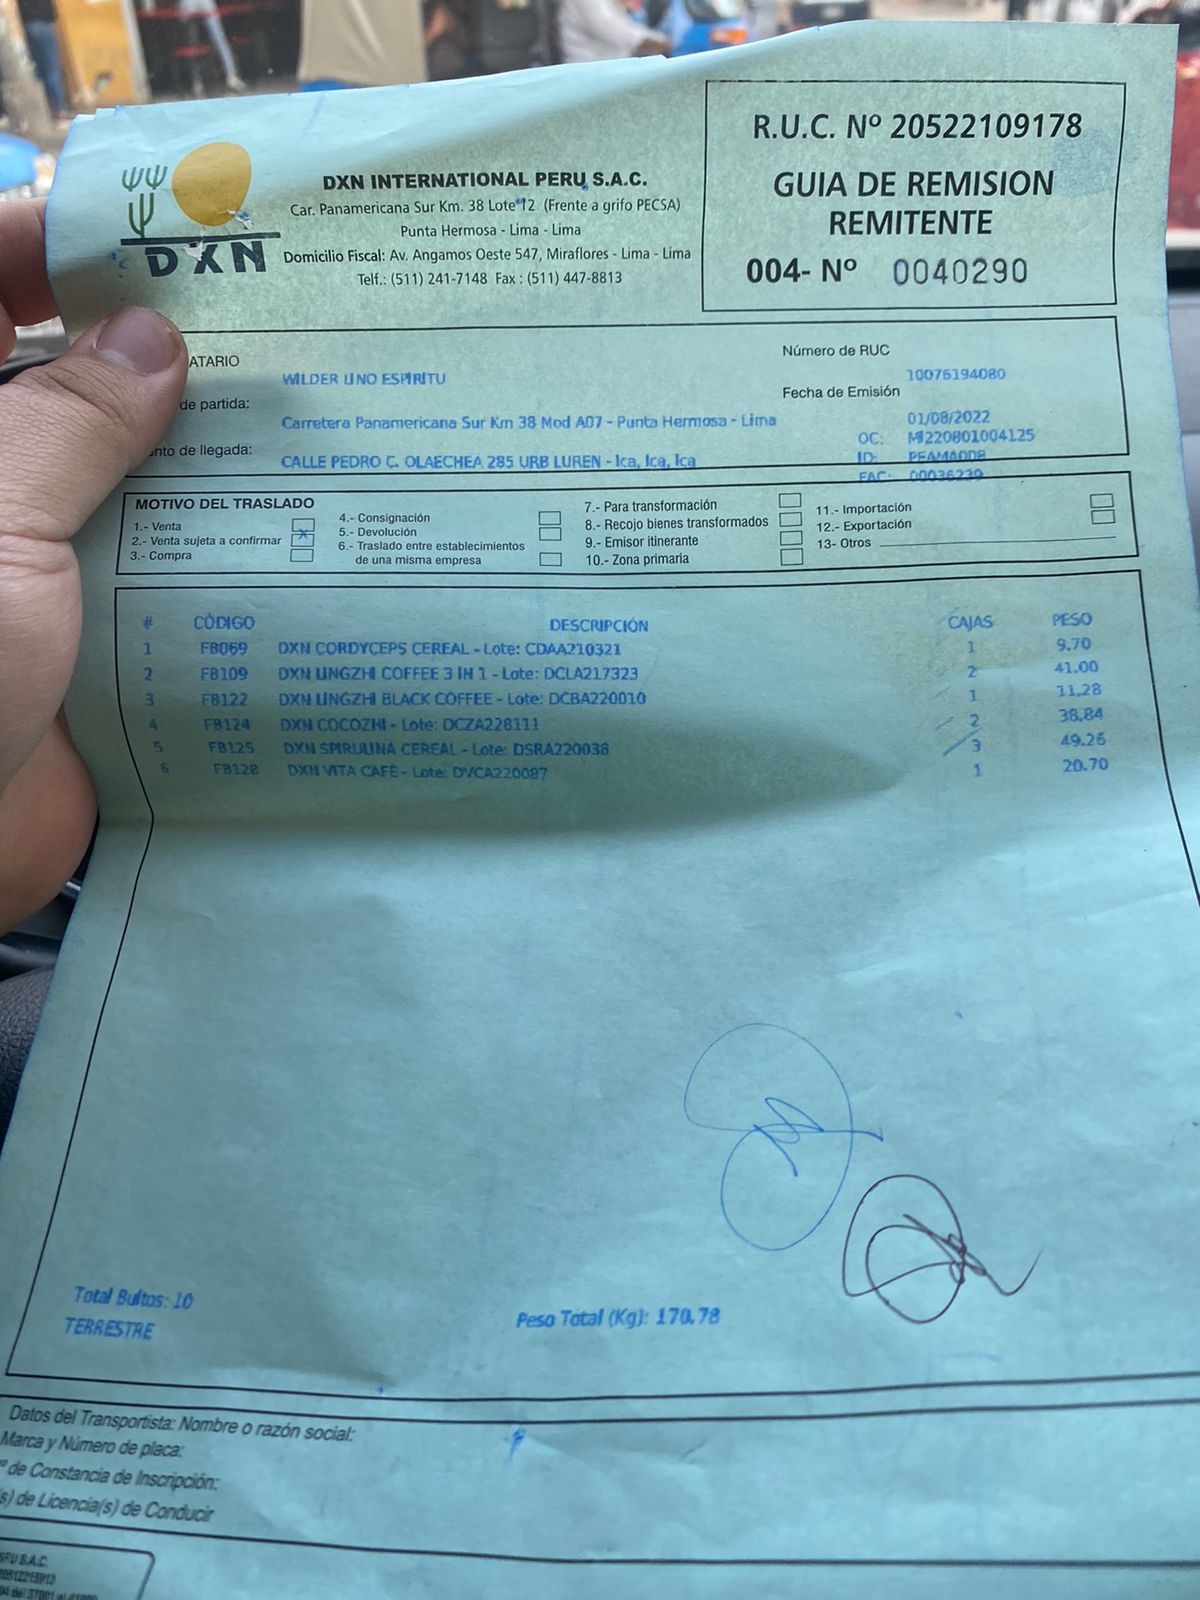 DXN
DXN INTERNATIONAL PERU S.A.C.
Car. Panamericana Sur Km. 38 Lote 12 (Frente a grifo PECSA)
Punta Hermosa - Lima - Lima
Domicilio Fiscal: Av. Angamos Oeste 547, Miraflores - Lima - Lima
Telf.: (511) 241-7148 Fax : (511) 447-8813
R.U.C. Nº 20522109178
GUIA DE REMISION
REMITENTE
004- Nº 0040290
ATARIO
WILDER LINO ESPIRITU
Número de RUC
10076194080
de partida:
Carretera Panamericana Sur Km 38 Mod A07 - Punta Hermosa - Lima
Fecha de Emisión
01/08/2022
nto de llegada:
CALLE PEDRO C. OLAECHEA 285 URB LUREN - Ica, Ica, Ica
OC: MI220801004125
ID: PEAMA008
FAC: 00036239
MOTIVO DEL TRASLADO
1.- Venta
2.- Venta sujeta a confirmar X
3.- Compra
4.- Consignación
5.- Devolución
6.- Traslado entre establecimientos
de una misma empresa
7.- Para transformación
8.- Recojo bienes transformados
9.- Emisor itinerante
10.- Zona primaria
11.- Importación
12.- Exportación
13- Otros
# CÓDIGO DESCRIPCIÓN CAJAS PESO
1 FB069 DXN CORDYCEPS CEREAL - Lote: CDAA210321 1 9.70
2 FB109 DXN LINGZHI COFFEE 3 IN 1 - Lote: DCLA217323 2 41.00
3 FB122 DXN LINGZHI BLACK COFFEE - Lote: DCBA220010 1 11,28
4 FB124 DXN COCOZHI - Lote: DCZA228111 2 38.84
5 FB125 DXN SPIRULINA CEREAL - Lote: DSRA220038 3 49.26
6 FB128 DXN VITA CAFE - Lote: DVCA220087 1 20.70
Total Bultos: 10
TERRESTRE
Peso Total (Kg): 170.78
Datos del Transportista: Nombre o razón social:
Marca y Número de placa:
º de Constancia de Inscripción:
s) de Licencia(s) de Conducir
S.A.C.